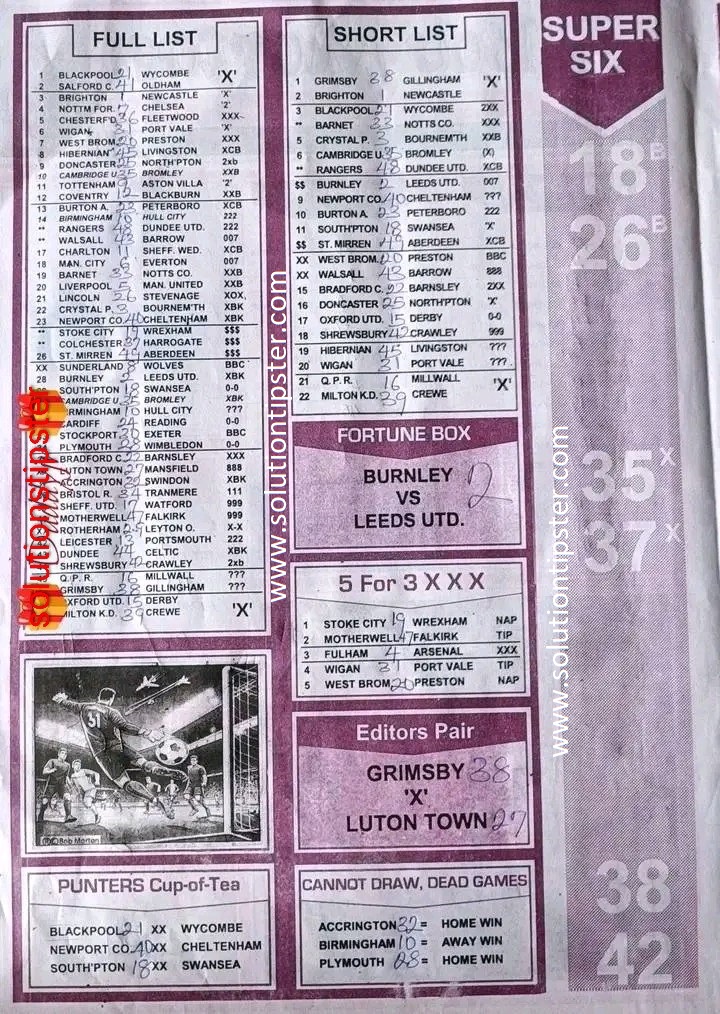 FULL LIST
1 BLACKPOOL 21 WYCOMBE 'X'
2 SALFORD C. 41 OLDHAM
3 BRIGHTON 1 NEWCASTLE 'X'
4 NOTTM FOR. 7 CHELSEA '2'
5 CHESTERF'D 36 FLEETWOOD XXX
6 WIGAN 31 PORT VALE 'X'
7 WEST BROM 20 PRESTON XXX
8 HIBERNIAN 45 LIVINGSTON XCB
9 DONCASTER 25 NORTH'PTON 2xb
10 CAMBRIDGE U. 35 BROMLEY XXB
11 TOTTENHAM 9 ASTON VILLA '2'
12 COVENTRY 12 BLACKBURN XXB
13 BURTON A. 23 PETERBORO XCB
14 BIRMINGHAM 10 HULL CITY 222
** RANGERS 48 DUNDEE UTD. 222
** WALSALL 43 BARROW 007
17 CHARLTON 11 SHEFF. WED. XCB
18 MAN. CITY 6 EVERTON 007
19 BARNET 33 NOTTS CO. XXB
20 LIVERPOOL 5 MAN. UNITED XXB
21 LINCOLN 26 STEVENAGE XOX,
22 CRYSTAL P. 3 BOURNEM'TH XBK
23 NEWPORT CO. 40 CHELTENHAM XBK
** STOKE CITY 19 WREXHAM $$$
** COLCHESTER 37 HARROGATE $$$
26 ST. MIRREN 49 ABERDEEN $$$
XX SUNDERLAND 8 WOLVES BBC
28 BURNLEY 2 LEEDS UTD. XBK
SOUTH'PTON 18 SWANSEA 0-0
CAMBRIDGE U. 35 BROMLEY XBK
BIRMINGHAM 10 HULL CITY ???
CARDIFF 24 READING 0-0
STOCKPORT 30 EXETER BBC
PLYMOUTH 28 WIMBLEDON 0-0
BRADFORD C. 22 BARNSLEY XXX
LUTON TOWN 27 MANSFIELD 888
ACCRINGTON 32 SWINDON XBK
BRISTOL R. 34 TRANMERE 111
SHEFF. UTD. 17 WATFORD 999
MOTHERWELL 47 FALKIRK 999
ROTHERHAM 29 LEYTON O. X-X
LEICESTER 13 PORTSMOUTH 222
DUNDEE 44 CELTIC XBK
SHREWSBURY 42 CRAWLEY 2xb
Q.P.R. 16 MILLWALL ???
GRIMSBY 38 GILLINGHAM ???
OXFORD UTD. 15 DERBY
MILTON K.D. 39 CREWE 'X'
solutionstipster
www.solutiontipster.com
SHORT LIST
1 GRIMSBY 38 GILLINGHAM 'X'
2 BRIGHTON 1 NEWCASTLE
3 BLACKPOOL 21 WYCOMBE 2XX
** BARNET 33 NOTTS CO. XXX
5 CRYSTAL P. 3 BOURNEM'TH XXB
6 CAMBRIDGE U. 35 BROMLEY (X)
** RANGERS 48 DUNDEE UTD. XCB
$$ BURNLEY 2 LEEDS UTD. 007
9 NEWPORT CO. 40 CHELTENHAM ???
10 BURTON A. 23 PETERBORO 222
11 SOUTH'PTON 18 SWANSEA 'X'
$$ ST. MIRREN 49 ABERDEEN XCB
XX WEST BROM. 20 PRESTON BBC
XX WALSALL 43 BARROW 888
15 BRADFORD C. 22 BARNSLEY 2XX
16 DONCASTER 25 NORTH'PTON 'X'
17 OXFORD UTD. 15 DERBY 0-0
18 SHREWSBURY 42 CRAWLEY 999
19 HIBERNIAN 45 LIVINGSTON ???
20 WIGAN 31 PORT VALE ???
21 Q.P.R. 16 MILLWALL 'X'
22 MILTON K.D. 39 CREWE
FORTUNE BOX
BURNLEY 2
VS
LEEDS UTD.
5 For 3 X X X
1 STOKE CITY 19 WREXHAM NAP
2 MOTHERWELL 47 FALKIRK TIP
3 FULHAM 4 ARSENAL XXX
4 WIGAN 31 PORT VALE TIP
5 WEST BROM. 20 PRESTON NAP
Editors Pair
GRIMSBY 38
'X'
LUTON TOWN 27
51
Bob Morton
PUNTERS Cup-of-Tea
BLACKPOOL 21 XX WYCOMBE
NEWPORT CO. 40 XX CHELTENHAM
SOUTH'PTON 18 XX SWANSEA
CANNOT DRAW, DEAD GAMES
ACCRINGTON 32 = HOME WIN
BIRMINGHAM 10 = AWAY WIN
PLYMOUTH 28 = HOME WIN
SUPER
SIX
18 B
26 B
35 X
37 X
38
42
www.solutiontipster.com